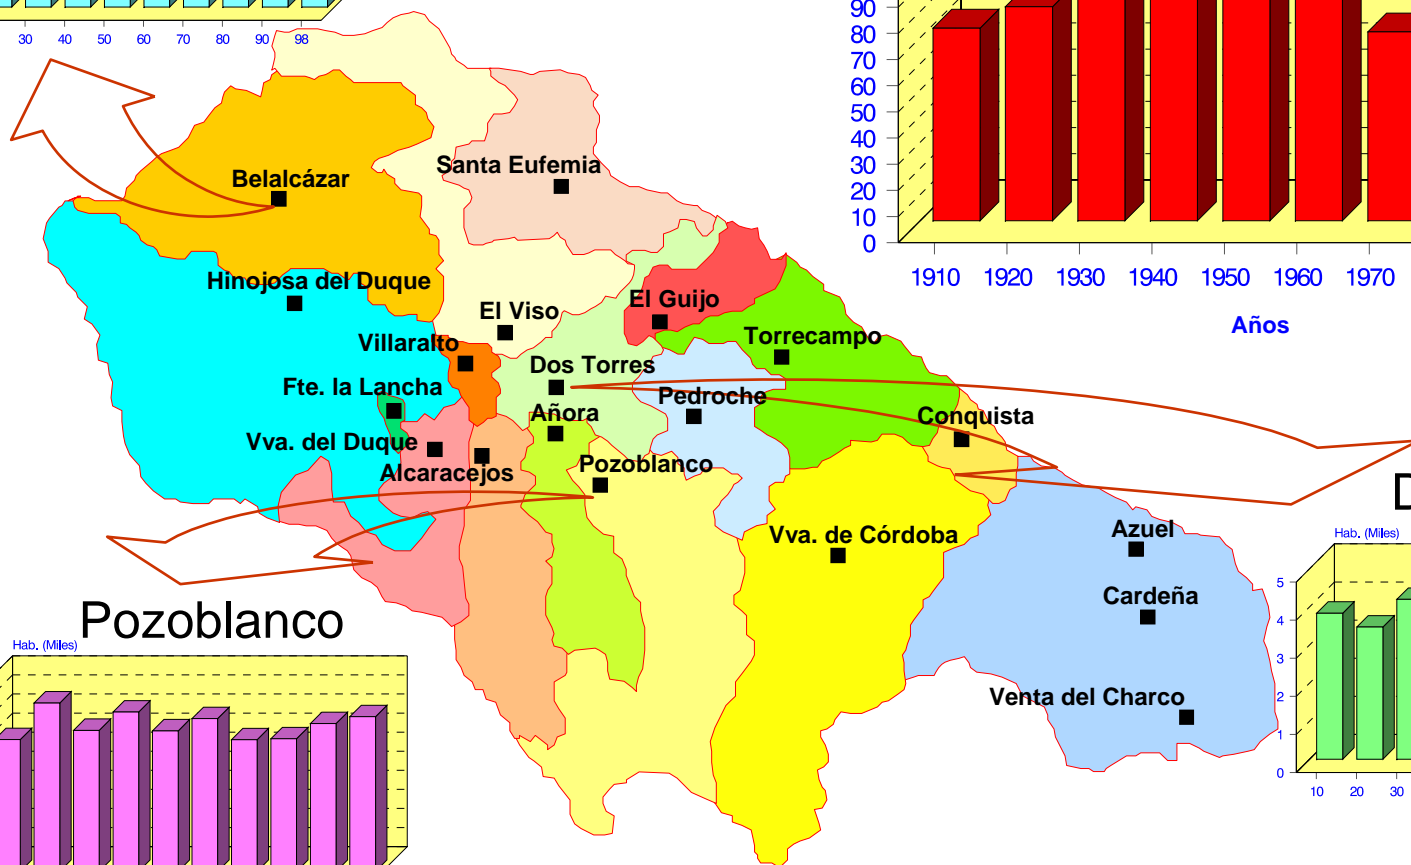 30 40 50 60 70 80 90 98
90
80
70
60
50
40
30
20
10
0
1910 1920 1930 1940 1950 1960 1970
Años
Santa Eufemia
Belalcázar
Hinojosa del Duque
El Guijo
El Viso
Torrecampo
Villaralto
Dos Torres
Fte. la Lancha
Pedroche
Añora
Conquista
Vva. del Duque
Alcaracejos
Pozoblanco
Vva. de Córdoba
Azuel
Cardeña
Venta del Charco
Pozoblanco
Hab. (Miles)
D
Hab. (Miles)
5
4
3
2
1
0
10 20 30